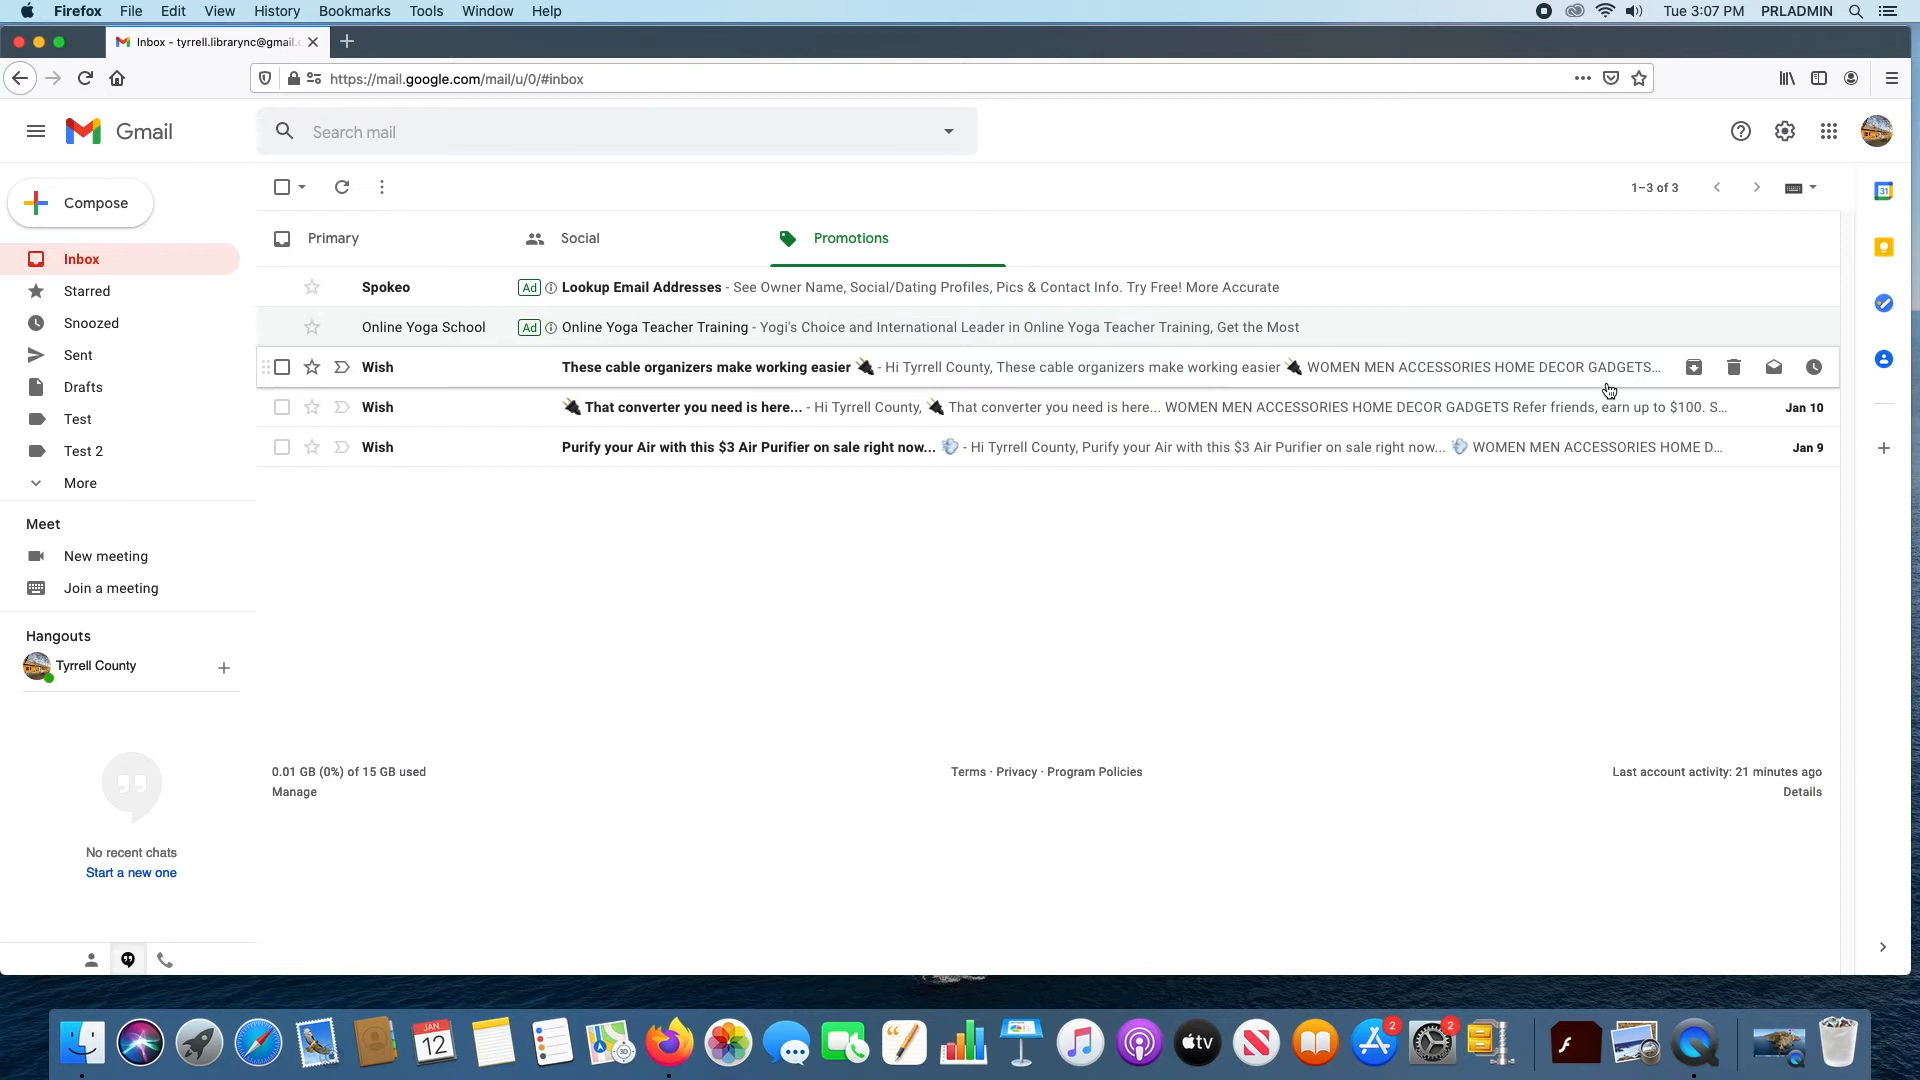 Firefox File Edit View History Bookmarks Tools Window Help Tue 3:07 PM PRLADMIN
Inbox - tyrrell.librarync@gmail.c
https://mail.google.com/mail/u/0/#inbox
Gmail Search mail
Compose 1–3 of 3
31
Primary Social Promotions
Inbox
Starred
Snoozed
Sent
Drafts
Test
Test 2
More
Spokeo Ad Lookup Email Addresses - See Owner Name, Social/Dating Profiles, Pics & Contact Info. Try Free! More Accurate
Online Yoga School Ad Online Yoga Teacher Training - Yogi's Choice and International Leader in Online Yoga Teacher Training, Get the Most
Wish These cable organizers make working easier 🔌 - Hi Tyrrell County, These cable organizers make working easier 🔌 WOMEN MEN ACCESSORIES HOME DECOR GADGETS...
Wish 🔌 That converter you need is here... - Hi Tyrrell County, 🔌 That converter you need is here... WOMEN MEN ACCESSORIES HOME DECOR GADGETS Refer friends, earn up to $100. S... Jan 10
Wish Purify your Air with this $3 Air Purifier on sale right now... 💨 - Hi Tyrrell County, Purify your Air with this $3 Air Purifier on sale right now... 💨 WOMEN MEN ACCESSORIES HOME D... Jan 9
Meet
New meeting
Join a meeting
Hangouts
Tyrrell County
No recent chats
Start a new one
0.01 GB (0%) of 15 GB used
Manage
Terms · Privacy · Program Policies
Last account activity: 21 minutes ago
Details
JAN
12
3D
tv
2
2